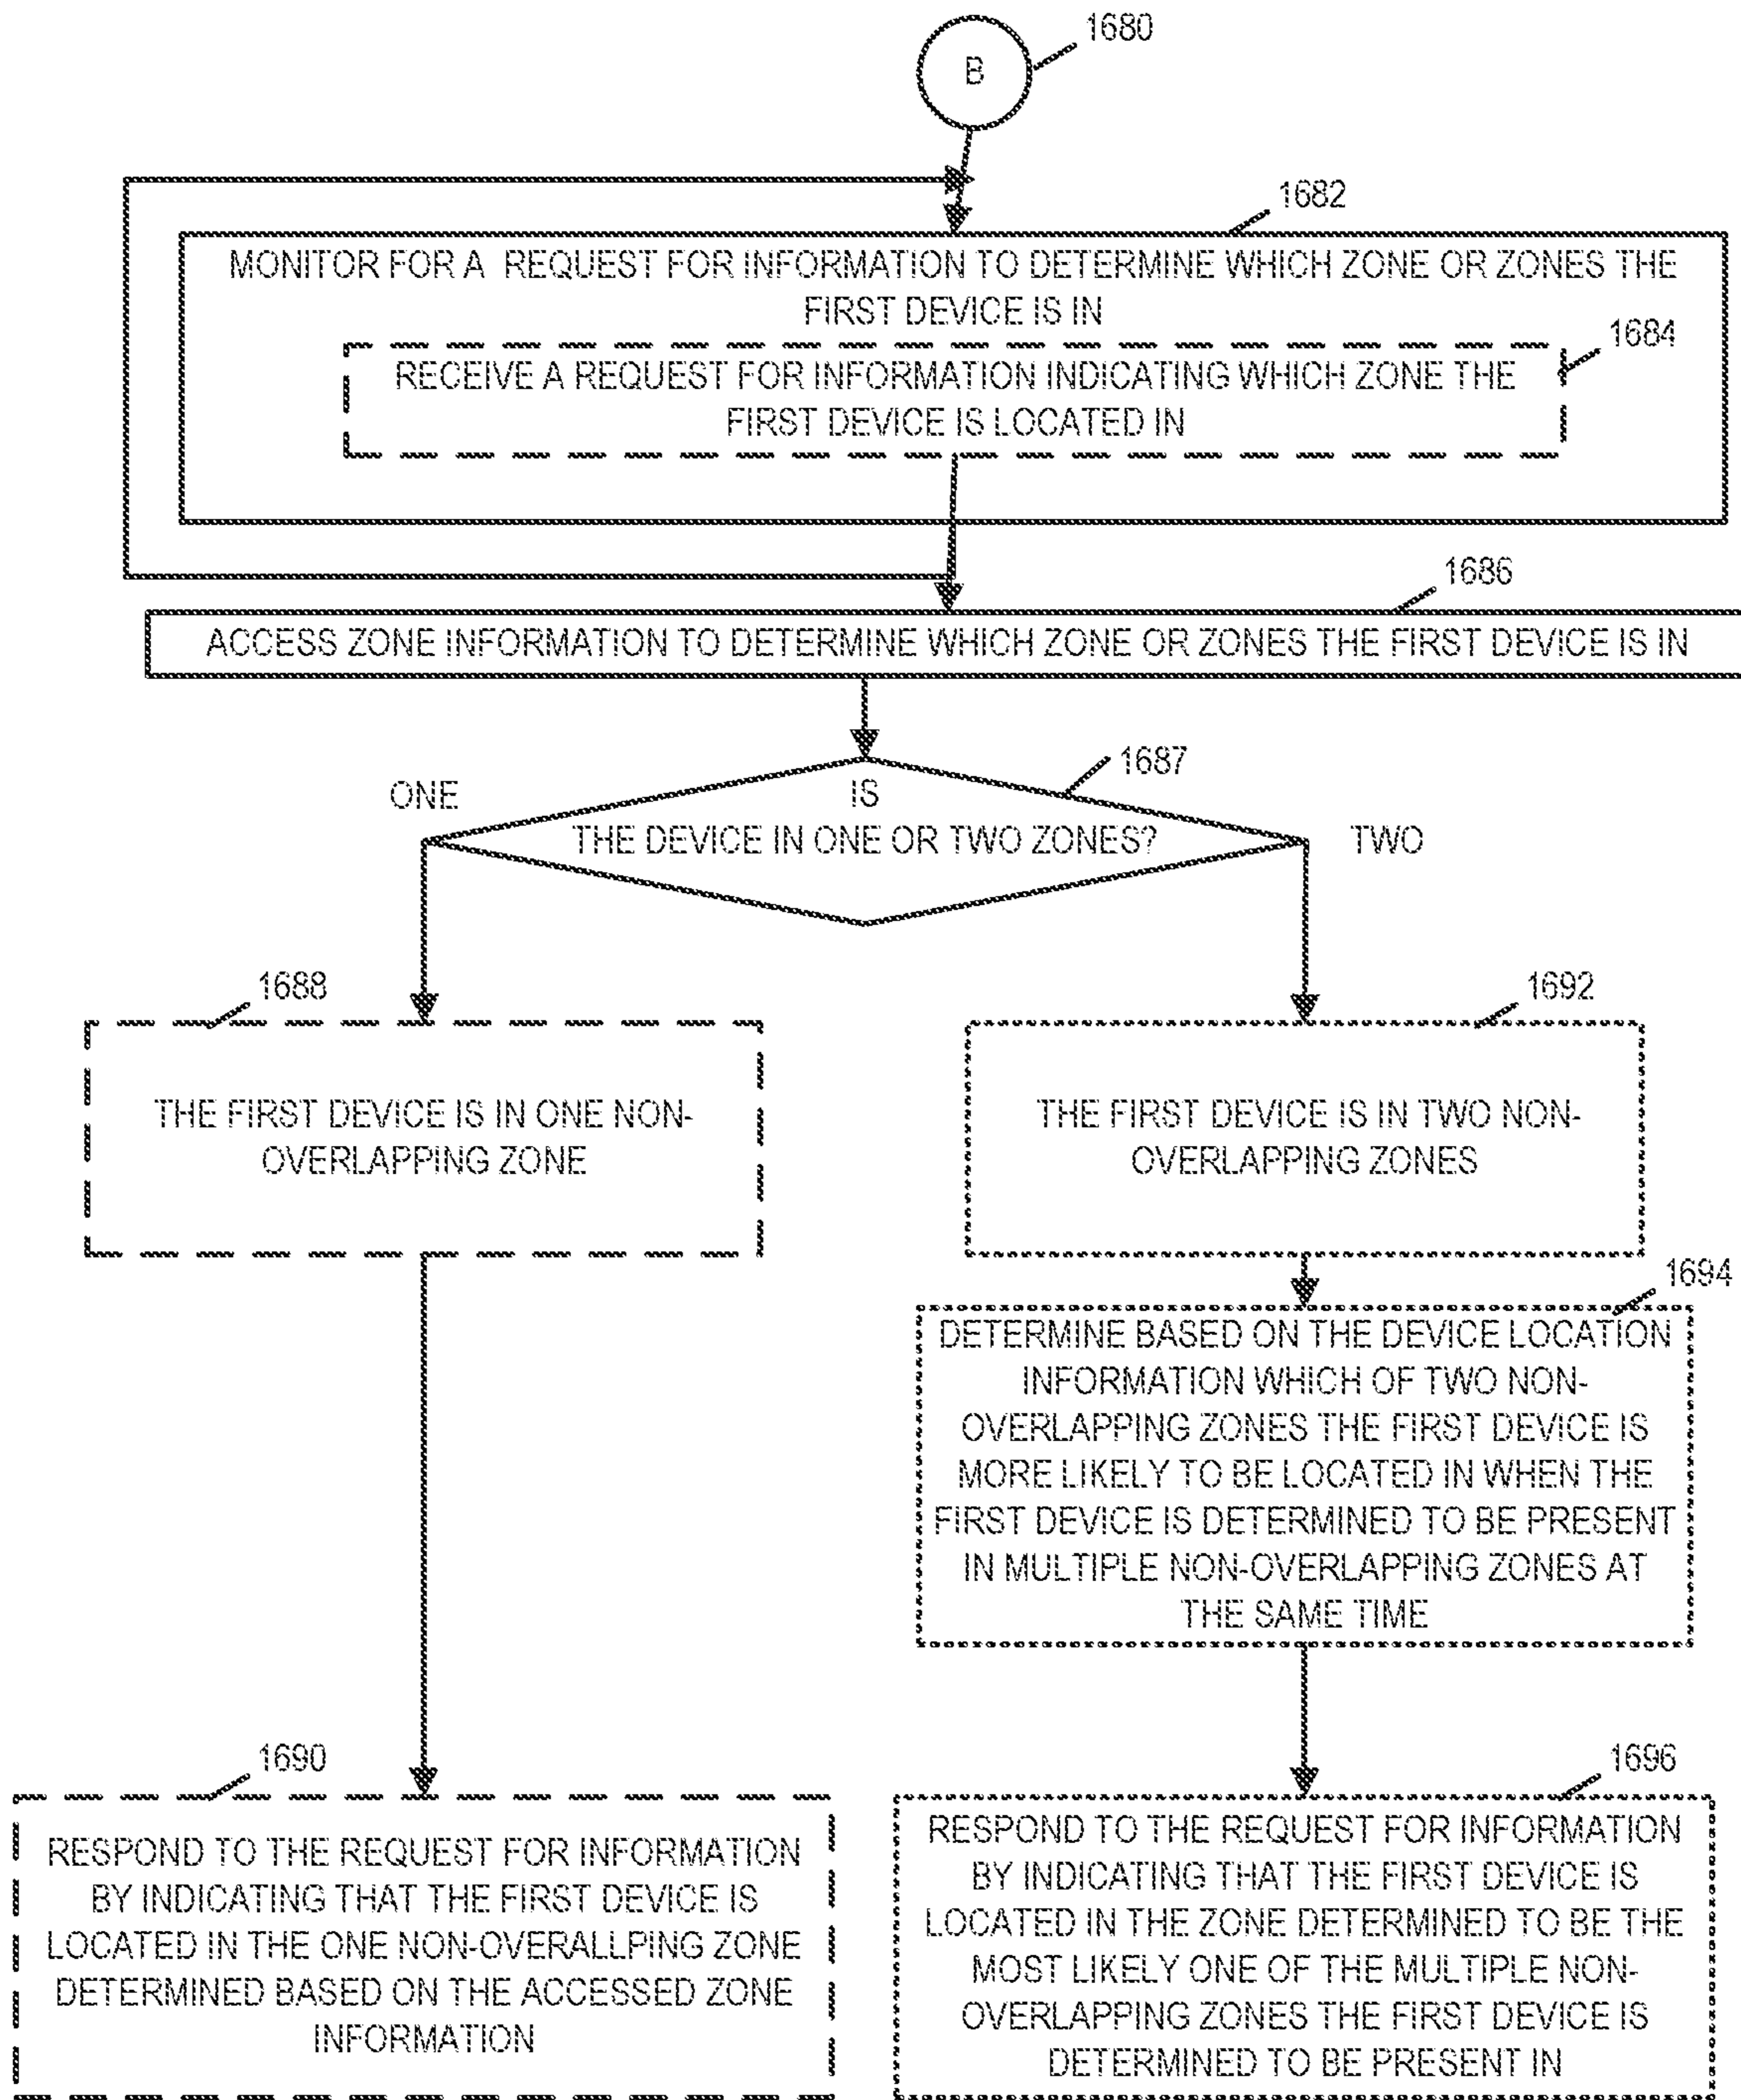 1680
B
1682
MONITOR FOR A REQUEST FOR INFORMATION TO DETERMINE WHICH ZONE OR ZONES THE
FIRST DEVICE IS IN
1684
RECEIVE A REQUEST FOR INFORMATION INDICATING WHICH ZONE THE
FIRST DEVICE IS LOCATED IN
1686
ACCESS ZONE INFORMATION TO DETERMINE WHICH ZONE OR ZONES THE FIRST DEVICE IS IN
1687
ONE
IS
THE DEVICE IN ONE OR TWO ZONES?
TWO
1688
THE FIRST DEVICE IS IN ONE NON-
OVERLAPPING ZONE
1692
THE FIRST DEVICE IS IN TWO NON-
OVERLAPPING ZONES
1694
DETERMINE BASED ON THE DEVICE LOCATION
INFORMATION WHICH OF TWO NON-
OVERLAPPING ZONES THE FIRST DEVICE IS
MORE LIKELY TO BE LOCATED IN WHEN THE
FIRST DEVICE IS DETERMINED TO BE PRESENT
IN MULTIPLE NON-OVERLAPPING ZONES AT
THE SAME TIME
1690
RESPOND TO THE REQUEST FOR INFORMATION
BY INDICATING THAT THE FIRST DEVICE IS
LOCATED IN THE ONE NON-OVERALLPING ZONE
DETERMINED BASED ON THE ACCESSED ZONE
INFORMATION
1696
RESPOND TO THE REQUEST FOR INFORMATION
BY INDICATING THAT THE FIRST DEVICE IS
LOCATED IN THE ZONE DETERMINED TO BE THE
MOST LIKELY ONE OF THE MULTIPLE NON-
OVERLAPPING ZONES THE FIRST DEVICE IS
DETERMINED TO BE PRESENT IN